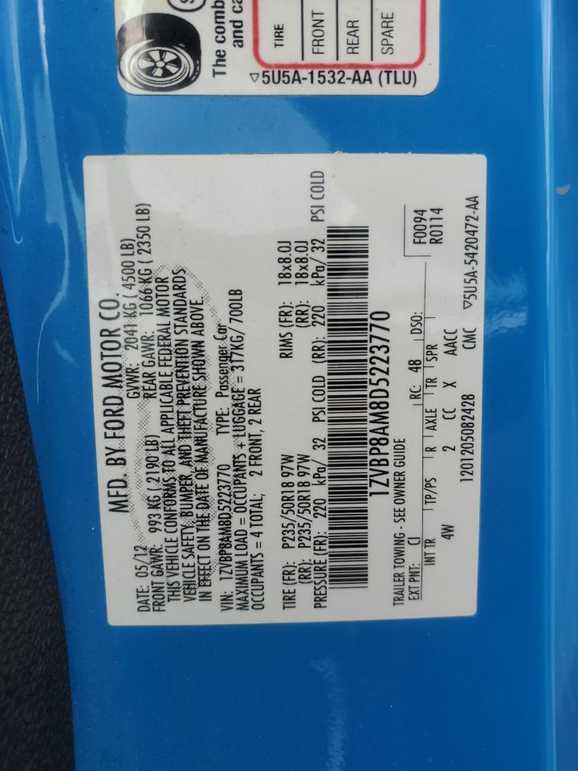 The comb
and ca
TIRE
FRONT
REAR
SPARE
▽5U5A-1532-AA (TLU)
MFD. BY FORD MOTOR CO.
DATE: 05/12 GVWR: 2041 KG ( 4500 LB)
FRONT GAWR: 993 KG ( 2190 LB) REAR GAWR: 1066 KG ( 2350 LB)
THIS VEHICLE CONFORMS TO ALL APPLICABLE FEDERAL MOTOR
VEHICLE SAFETY, BUMPER, AND THEFT PREVENTION STANDARDS
IN EFFECT ON THE DATE OF MANUFACTURE SHOWN ABOVE.
VIN: 1ZVBP8AM8D5223770 TYPE: Passenger Car
MAXIMUM LOAD = OCCUPANTS + LUGGAGE = 317KG/ 700LB
OCCUPANTS = 4 TOTAL; 2 FRONT, 2 REAR
TIRE (FR): P235/50R18 97W RIMS (FR): 18x8.0J
(RR): P235/50R18 97W (RR): 18x8.0J
PRESSURE (FR): 220 kPa/ 32 PSI COLD (RR): 220 kPa/ 32 PSI COLD
1ZVBP8AM8D5223770
TRAILER TOWING - SEE OWNER GUIDE
EXT PNT: CI RC: 48 DSO: F0094
R0114
INT TR TP/PS R AXLE TR SPR
4W 2 CC X AACC
1201205082428 CMC ▽5U5A-5420472-AA